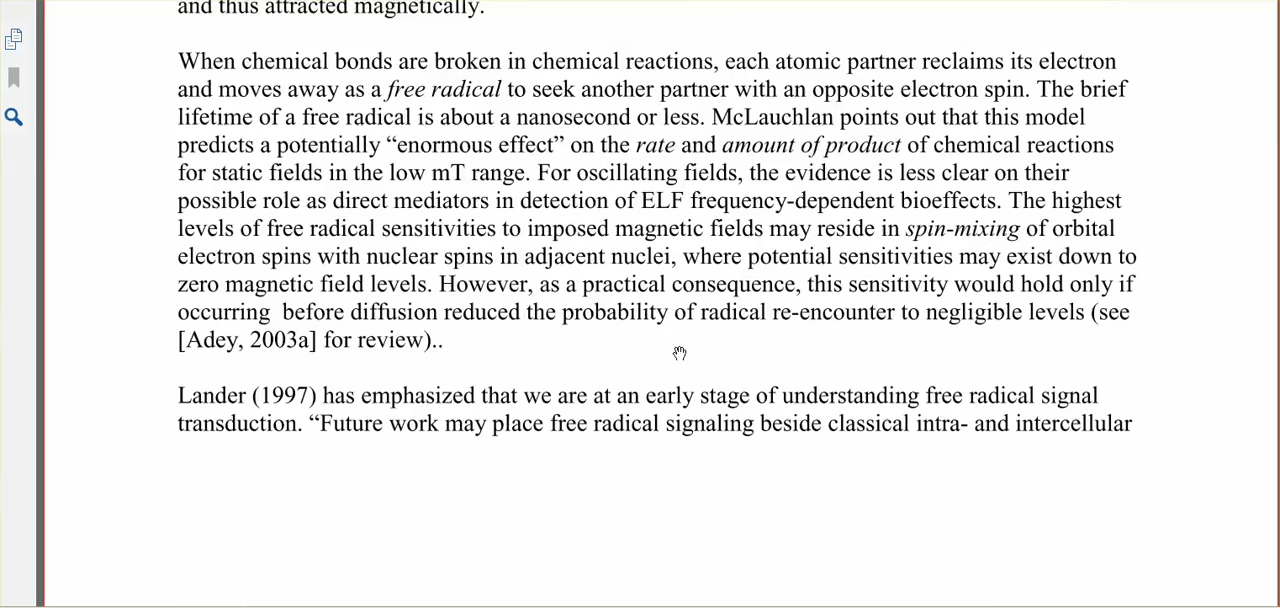 and thus attracted magnetically.
When chemical bonds are broken in chemical reactions, each atomic partner reclaims its electron
and moves away as a free radical to seek another partner with an opposite electron spin. The brief
lifetime of a free radical is about a nanosecond or less. McLauchlan points out that this model
predicts a potentially “enormous effect” on the rate and amount of product of chemical reactions
for static fields in the low mT range. For oscillating fields, the evidence is less clear on their
possible role as direct mediators in detection of ELF frequency-dependent bioeffects. The highest
levels of free radical sensitivities to imposed magnetic fields may reside in spin-mixing of orbital
electron spins with nuclear spins in adjacent nuclei, where potential sensitivities may exist down to
zero magnetic field levels. However, as a practical consequence, this sensitivity would hold only if
occurring  before diffusion reduced the probability of radical re-encounter to negligible levels (see
[Adey, 2003a] for review)..
Lander (1997) has emphasized that we are at an early stage of understanding free radical signal
transduction. “Future work may place free radical signaling beside classical intra- and intercellular